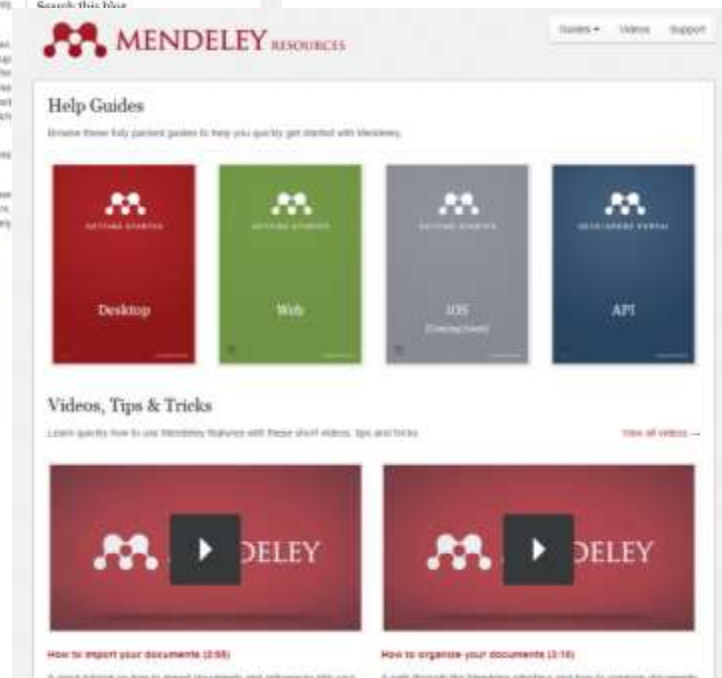 Search this blog
MENDELEY RESOURCES
Guides
Videos
Support
Help Guides
Browse these fully packed guides to help you quickly get started with Mendeley.
GETTING STARTED
Desktop
GETTING STARTED
Web
GETTING STARTED
iOS
(Coming Soon)
DEVELOPERS PORTAL
API
Videos, Tips & Tricks
Learn quickly how to use Mendeley features with these short videos, tips and tricks
View all videos →
DELEY
DELEY
How to import your documents (2:58)
How to organise your documents (3:10)